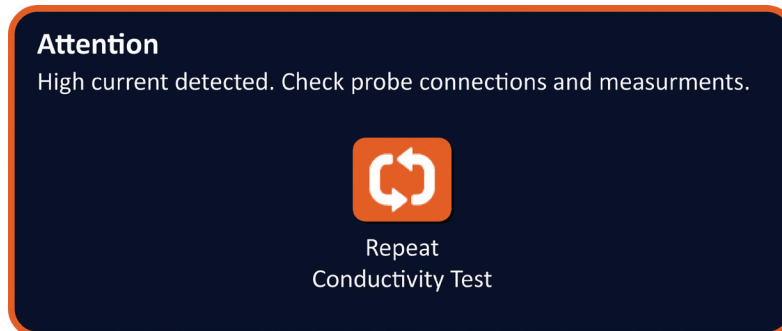 Attention
High current detected. Check probe connections and measurments.
Repeat
Conductivity Test